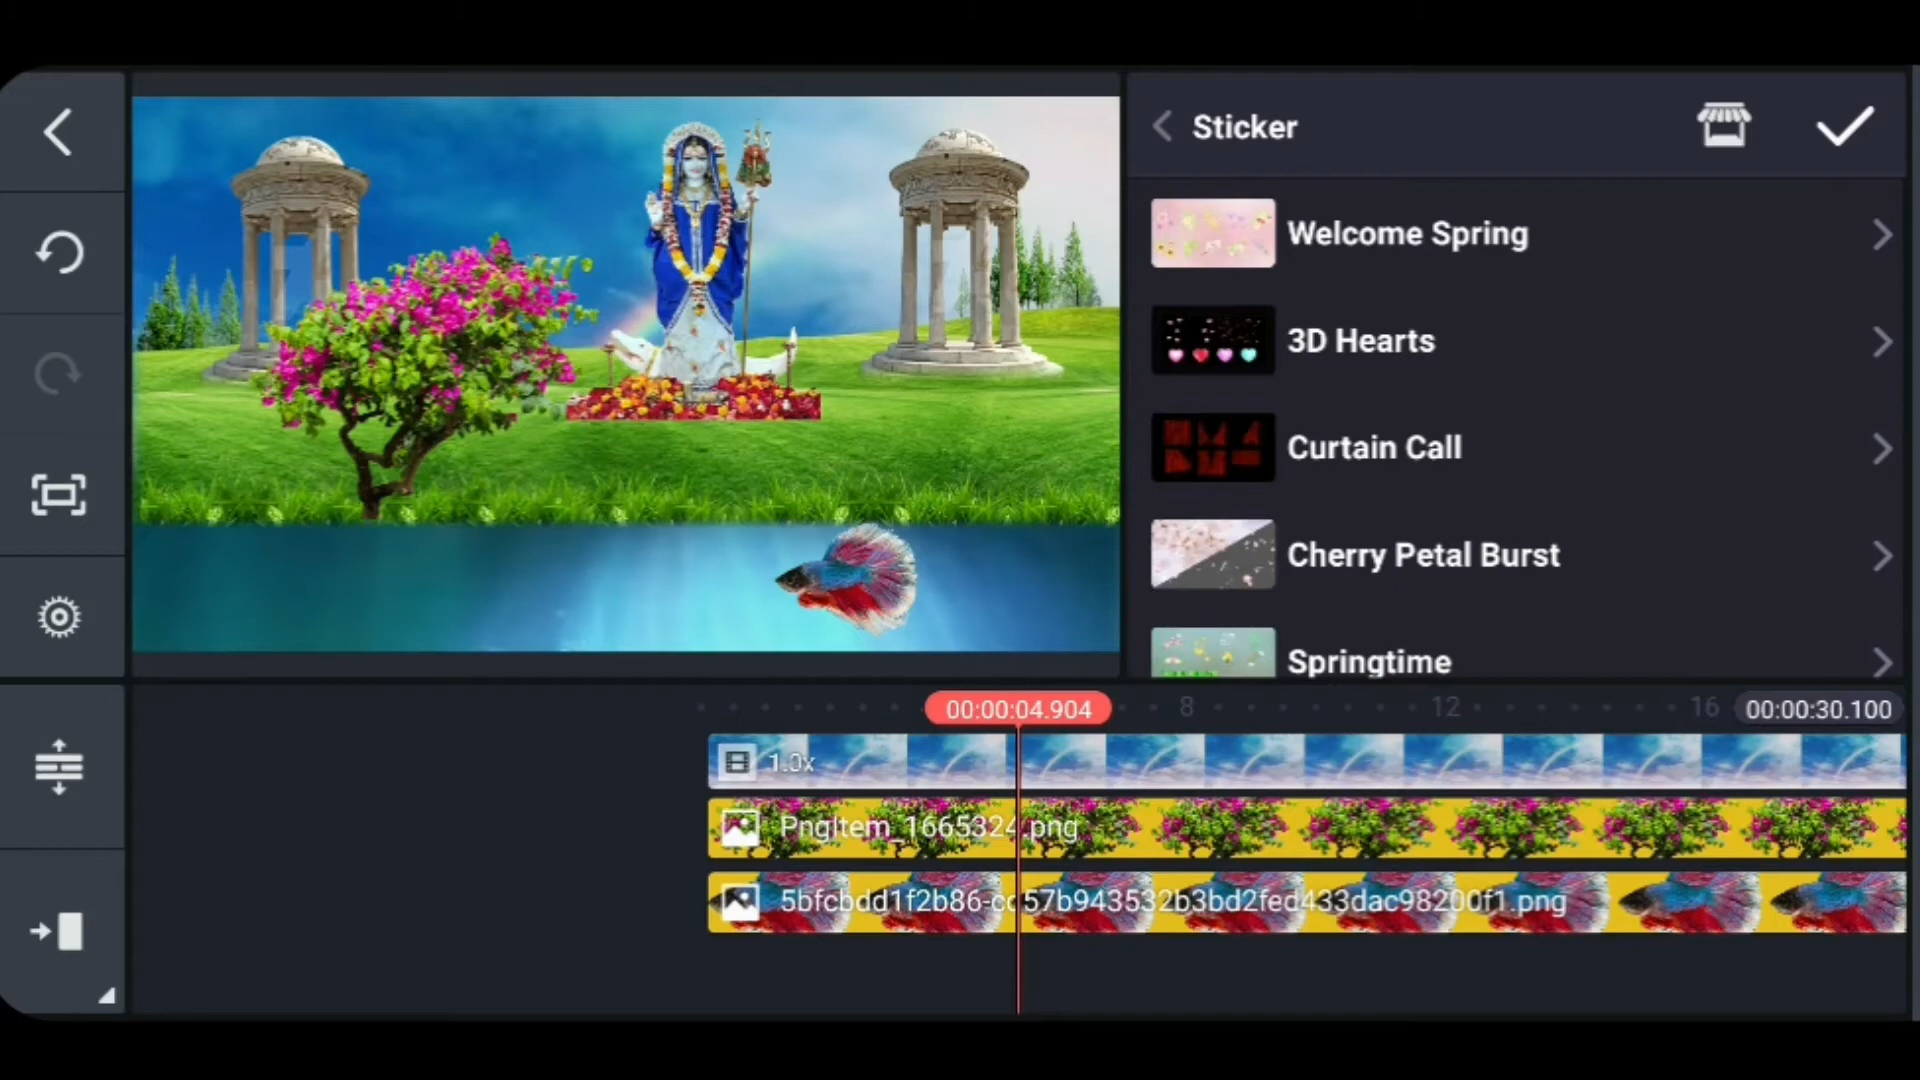 Sticker
Welcome Spring
3D Hearts
Curtain Call
Cherry Petal Burst
Springtime
00:00:04.904
8
12
16
00:00:30.100
1.0x
PngItem_1665324.png
5bfcbdd1f2b86-cc57b943532b3bd2fed433dac98200f1.png